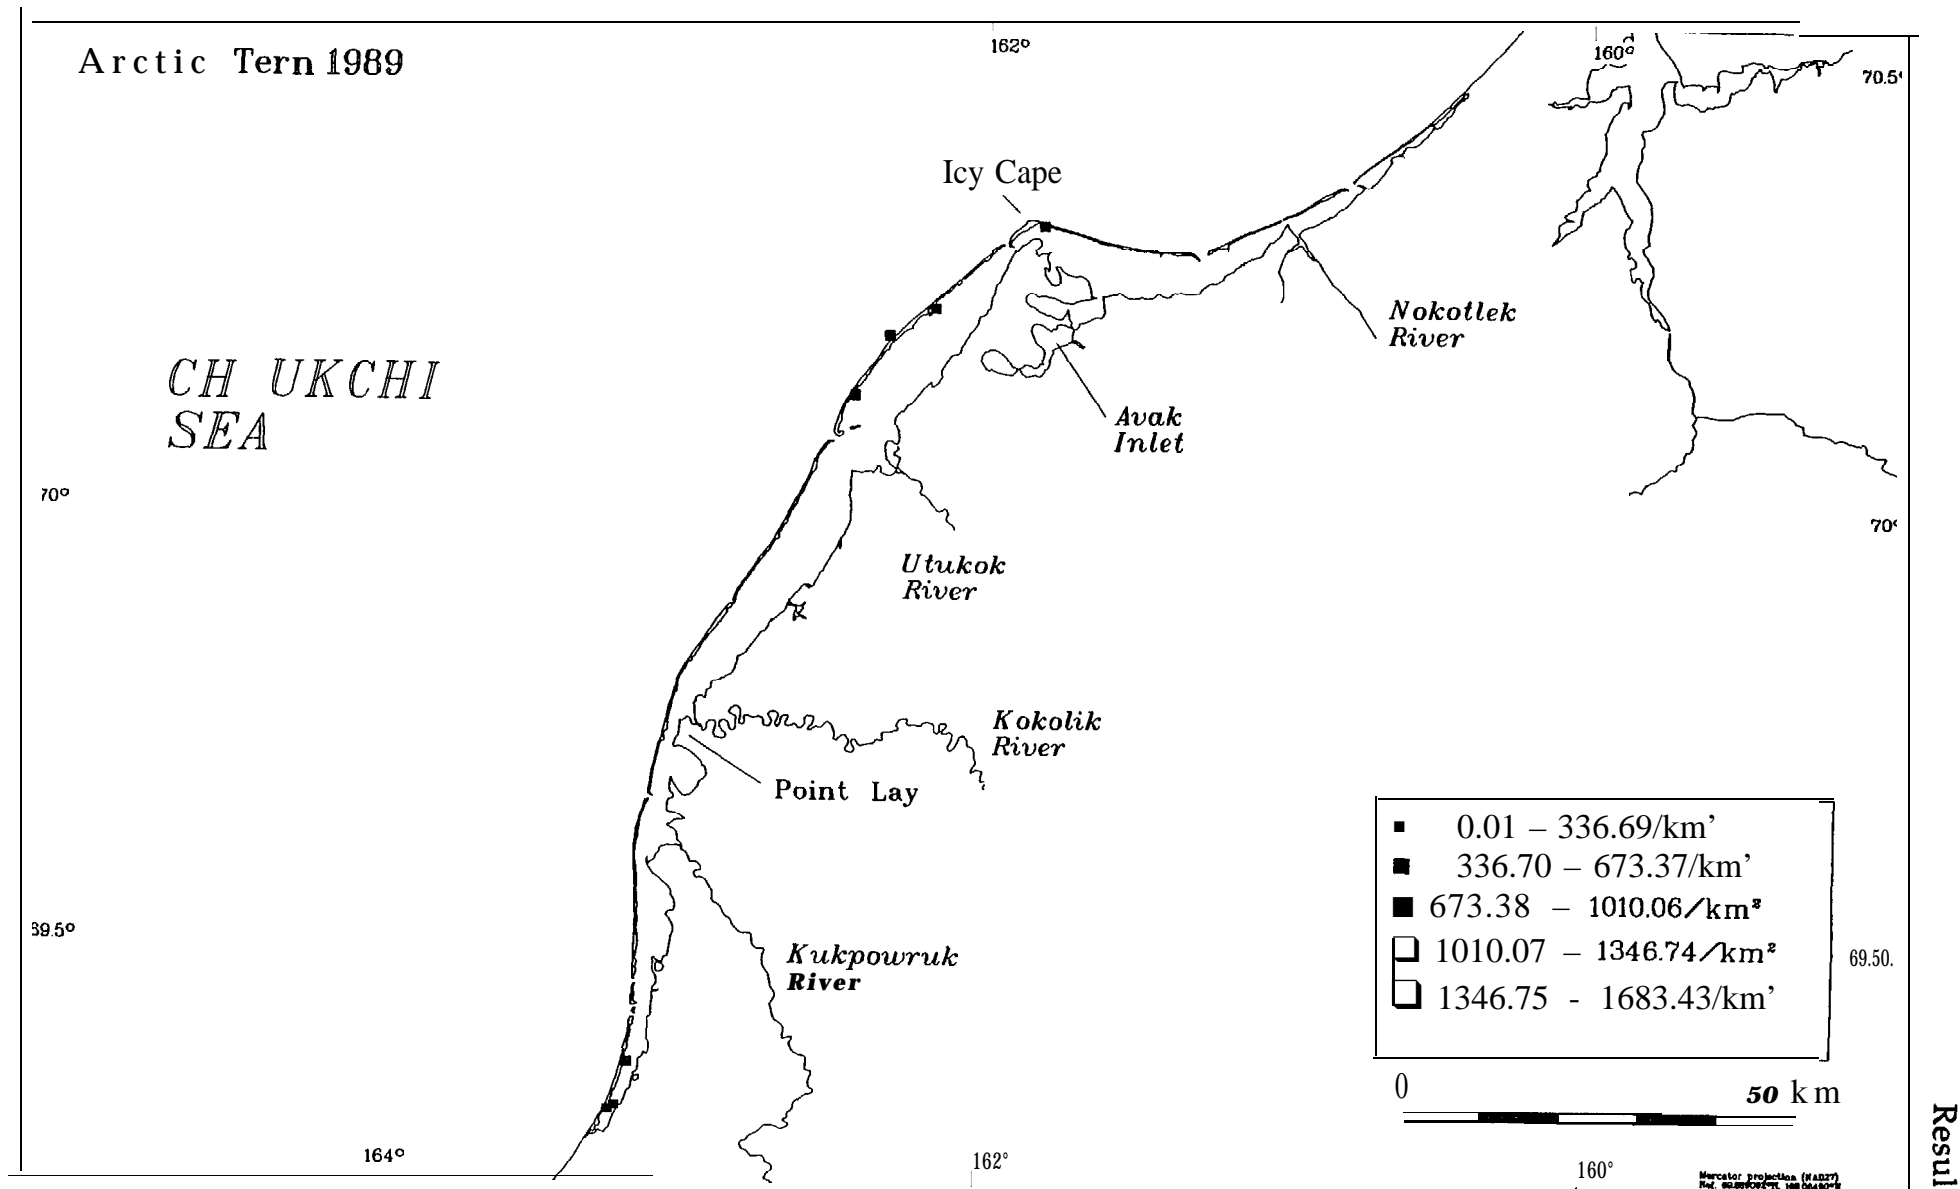 Arctic Tern 1989
162°
160°
70.5°
Icy Cape
Nokotlek
River
CH UKCHI
SEA
Avak
Inlet
70°
70°
Utukok
River
Kokolik
River
Point Lay
0.01 – 336.69/km'
336.70 – 673.37/km'
673.38 – 1010.06/km²
1010.07 – 1346.74/km²
1346.75 - 1683.43/km'
69.5°
69.50.
Kukpowruk
River
0 50 km
164°
162°
160°
Mercator projection (NAD27)
Resul